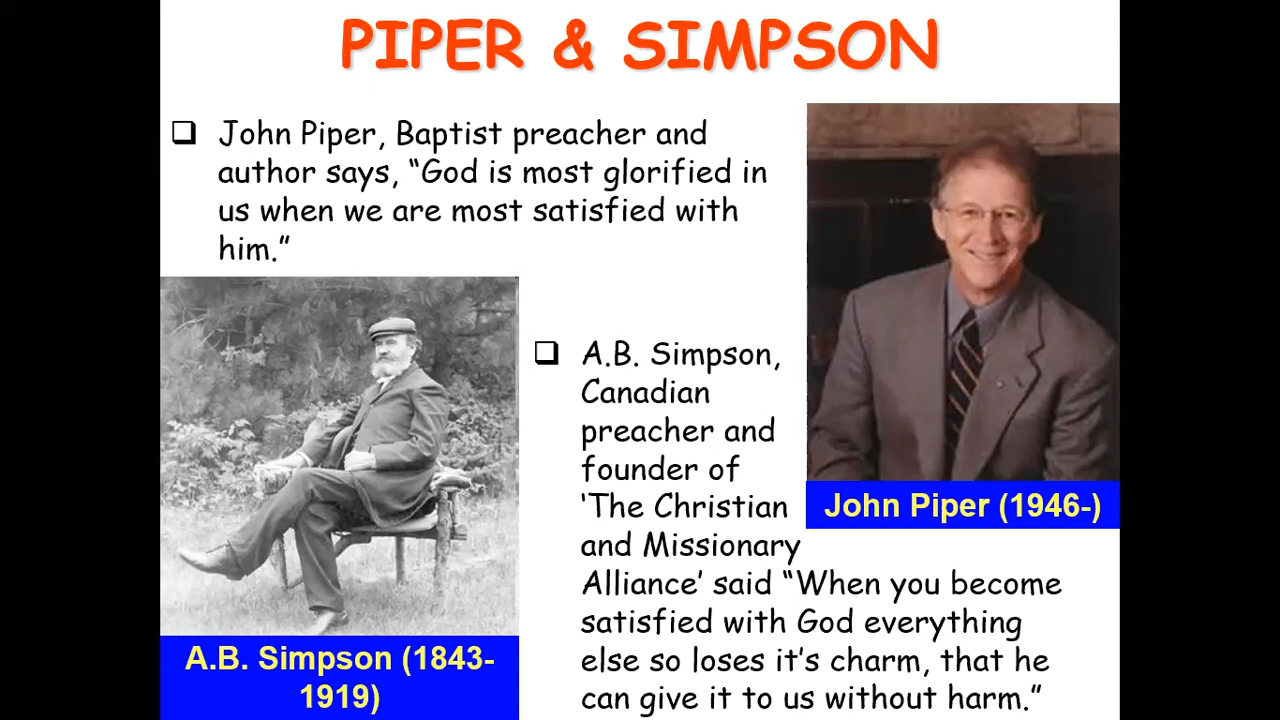 PIPER & SIMPSON
❑ John Piper, Baptist preacher and
author says, “God is most glorified in
us when we are most satisfied with
him.”
❑ A.B. Simpson,
Canadian
preacher and
founder of
‘The Christian
and Missionary
Alliance’ said “When you become
satisfied with God everything
else so loses it’s charm, that he
can give it to us without harm.”
John Piper (1946-)
A.B. Simpson (1843-
1919)